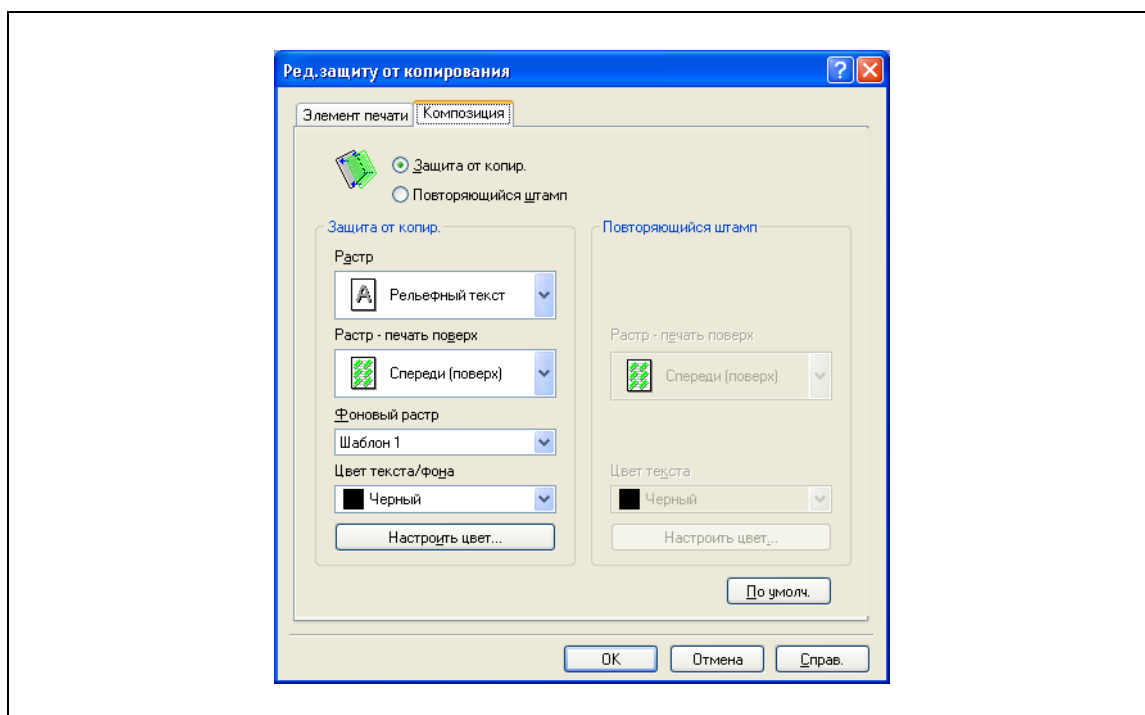 Ред.защиту от копирования
Элемент печати
Композиция
Защита от копир.
Повторяющийся штамп
Защита от копир.
Растр
Рельефный текст
Растр - печать поверх
Спереди (поверх)
Фоновый растр
Шаблон 1
Цвет текста/фона
Черный
Настроить цвет...
Повторяющийся штамп
Растр - печать поверх
Спереди (поверх)
Цвет текста
Черный
Настроить цвет...
По умолч.
OK
Отмена
Справ.